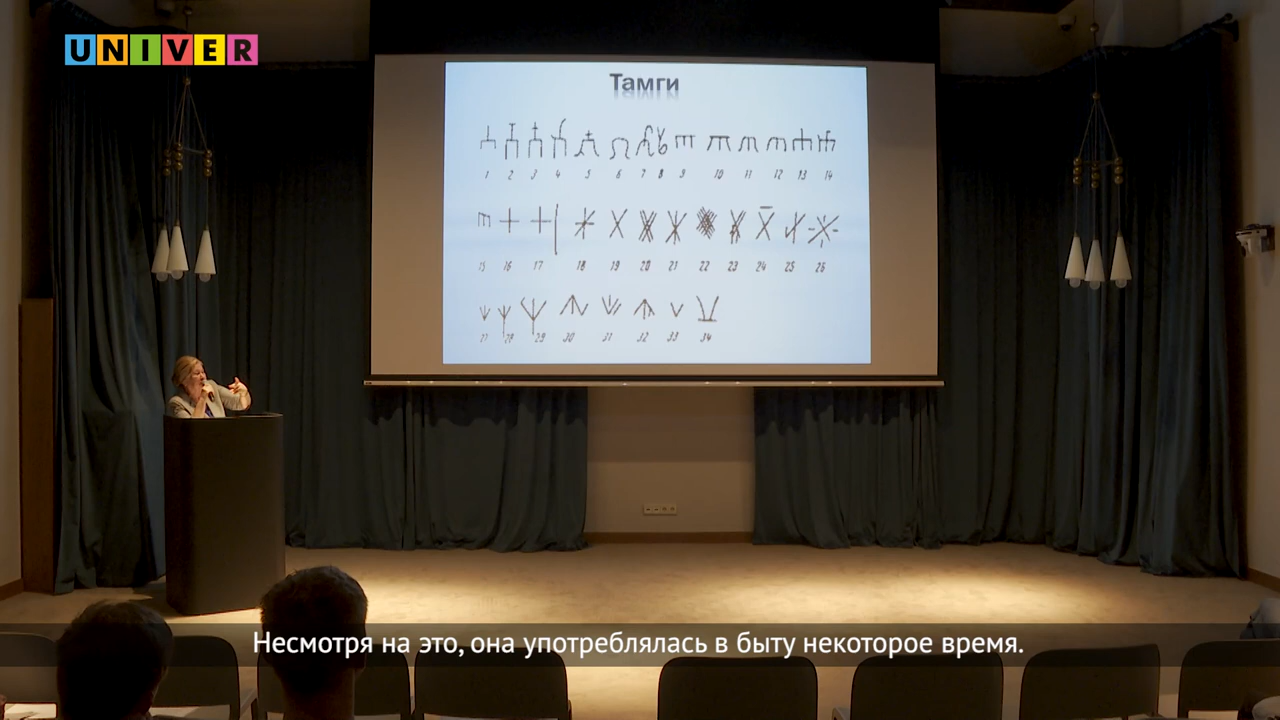 UNIVER
Тамги
1 2 3 4 5 6 7 8 9 10 11 12 13 14
15 16 17 18 19 20 21 22 23 24 25 26
27 28 29 30 31 32 33 34
Несмотря на это, она употреблялась в быту некоторое время.